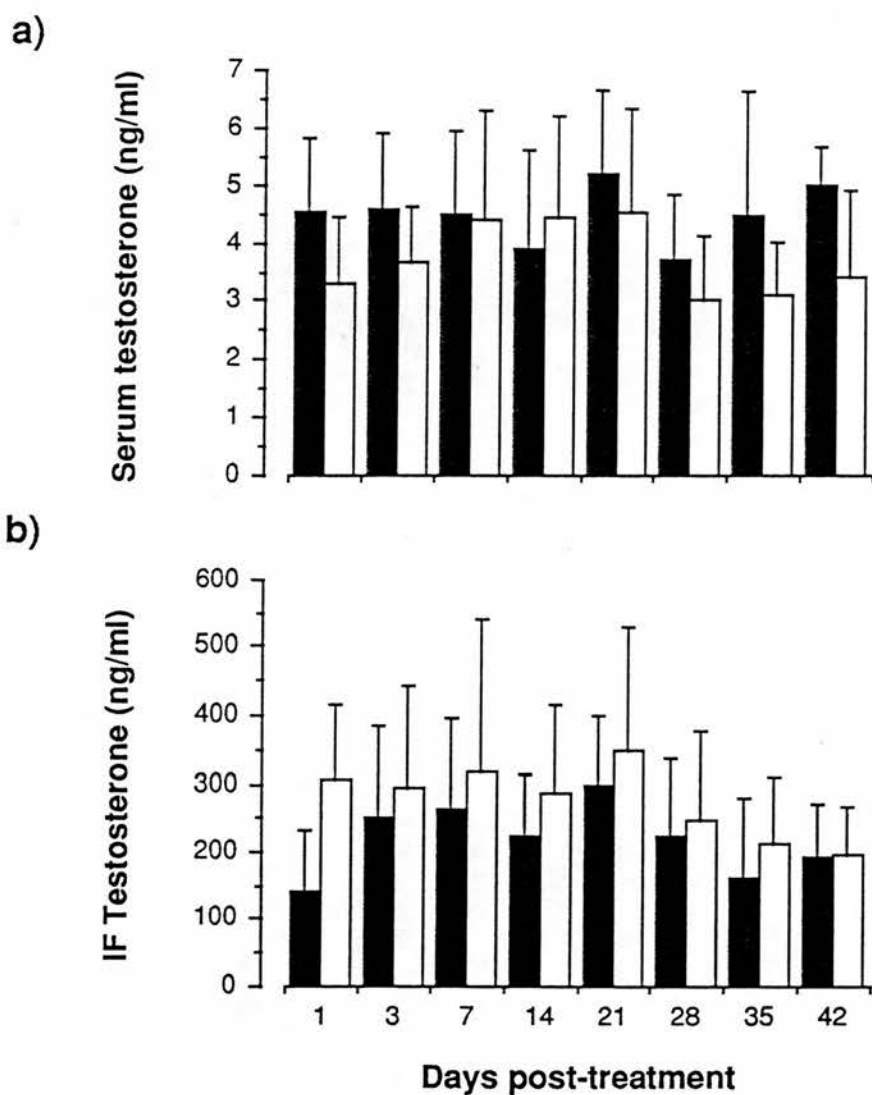 a)
Serum testosterone (ng/ml)
7
6
5
4
3
2
1
0
b)
IF Testosterone (ng/ml)
600
500
400
300
200
100
0
1 3 7 14 21 28 35 42
Days post-treatment